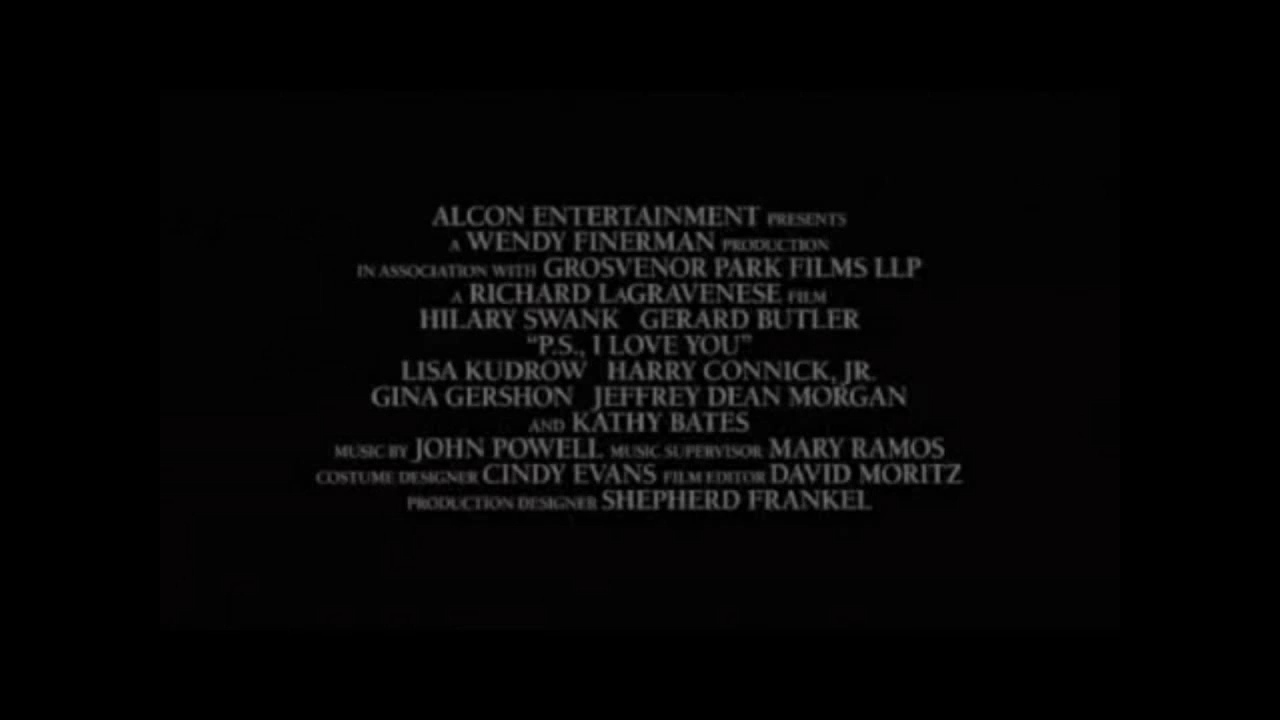 ALCON ENTERTAINMENT PRESENTS
A WENDY FINERMAN PRODUCTION
IN ASSOCIATION WITH GROSVENOR PARK FILMS LLP
A RICHARD LAGRAVENESE FILM
HILARY SWANK GERARD BUTLER
“P.S., I LOVE YOU”
LISA KUDROW HARRY CONNICK, JR.
GINA GERSHON JEFFREY DEAN MORGAN
AND KATHY BATES
MUSIC BY JOHN POWELL MUSIC SUPERVISOR MARY RAMOS
COSTUME DESIGNER CINDY EVANS FILM EDITOR DAVID MORITZ
PRODUCTION DESIGNER SHEPHERD FRANKEL